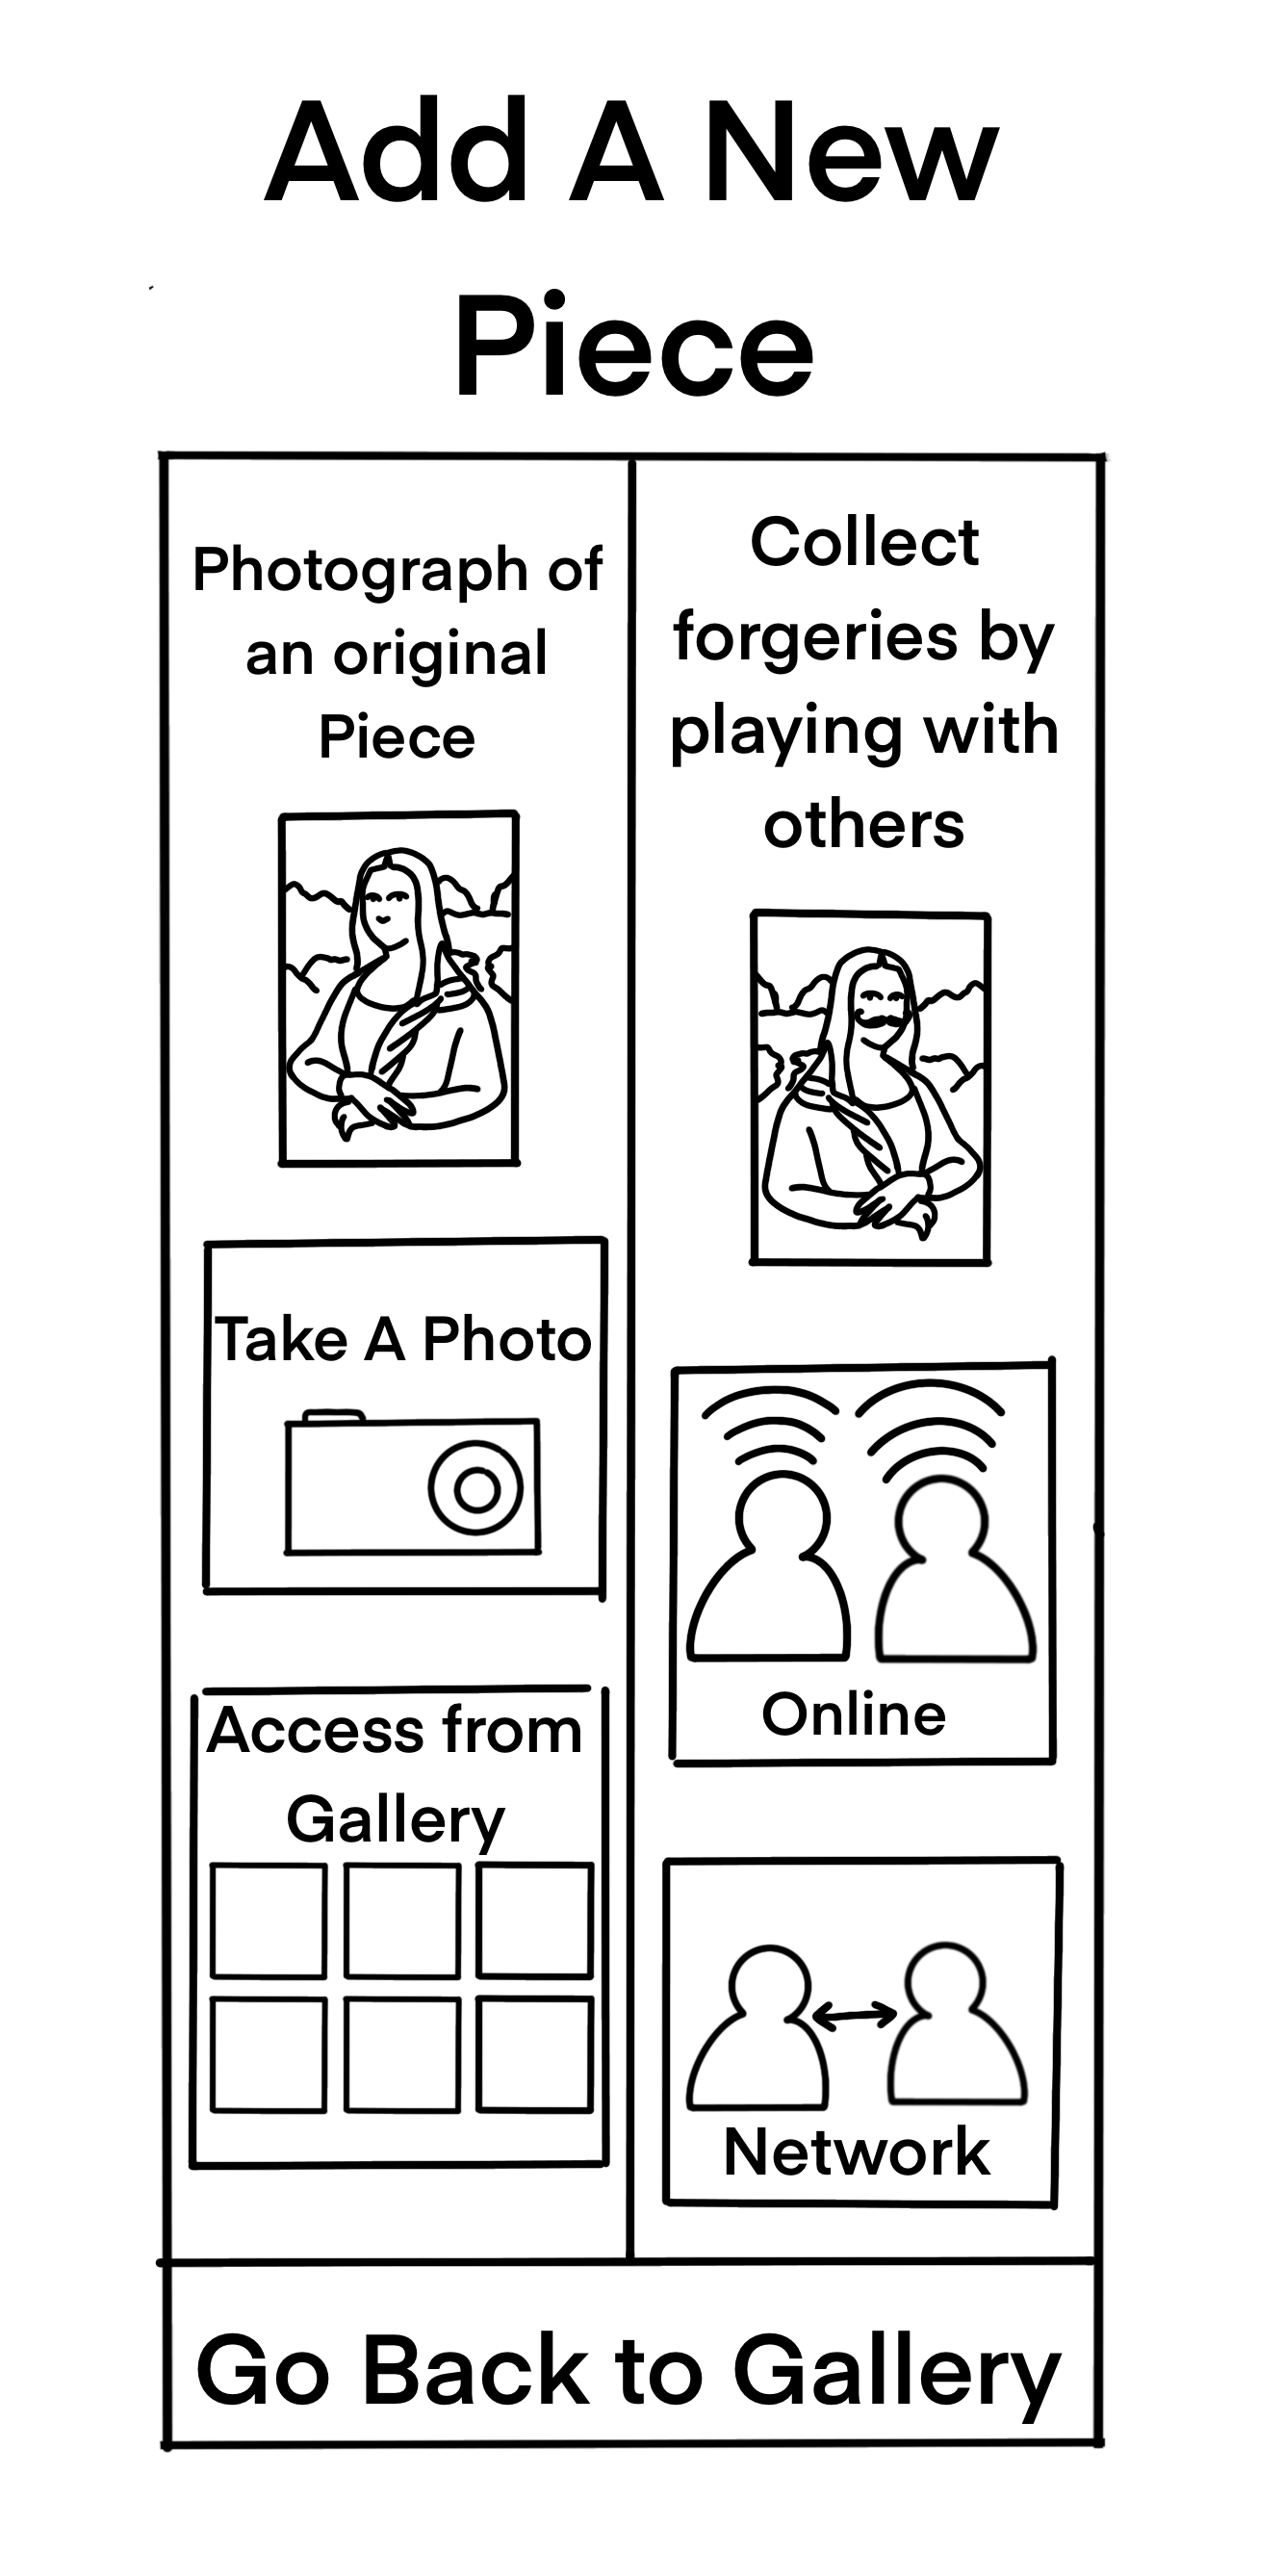 Add A New
Piece
Photograph of
an original
Piece
Take A Photo
Access from
Gallery
Collect
forgeries by
playing with
others
Online
Network
Go Back to Gallery